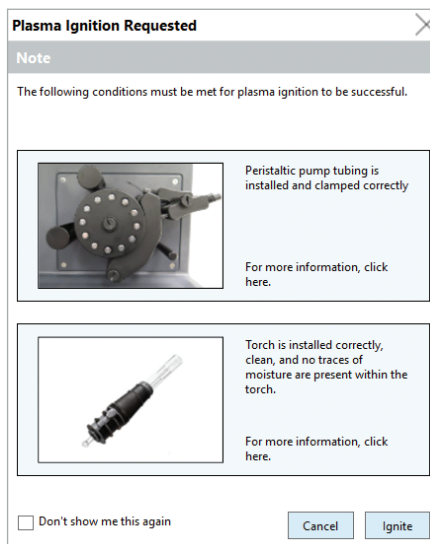 Plasma Ignition Requested
Note
The following conditions must be met for plasma ignition to be successful.
Peristaltic pump tubing is
installed and clamped correctly
For more information, click
here.
Torch is installed correctly,
clean, and no traces of
moisture are present within the
torch.
For more information, click
here.
Don't show me this again
Cancel
Ignite